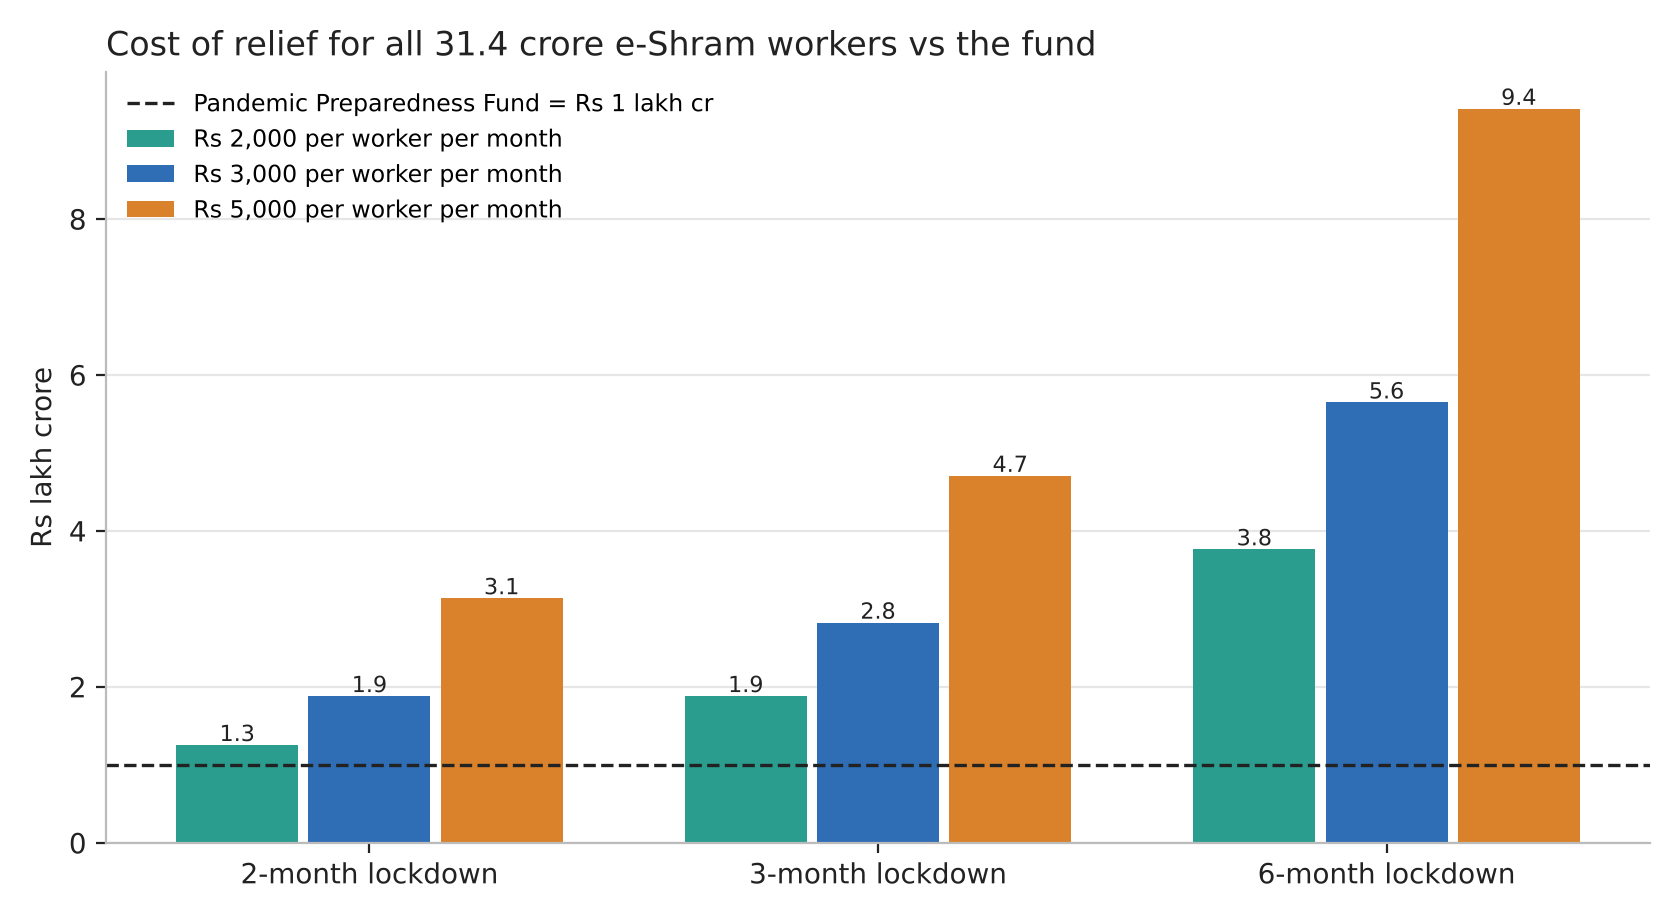 Cost of relief for all 31.4 crore e-Shram workers vs the fund
Pandemic Preparedness Fund = Rs 1 lakh cr
Rs 2,000 per worker per month
Rs 3,000 per worker per month
Rs 5,000 per worker per month
Rs lakh crore
8
6
4
2
0
1.3
1.9
3.1
1.9
2.8
4.7
3.8
5.6
9.4
2-month lockdown
3-month lockdown
6-month lockdown